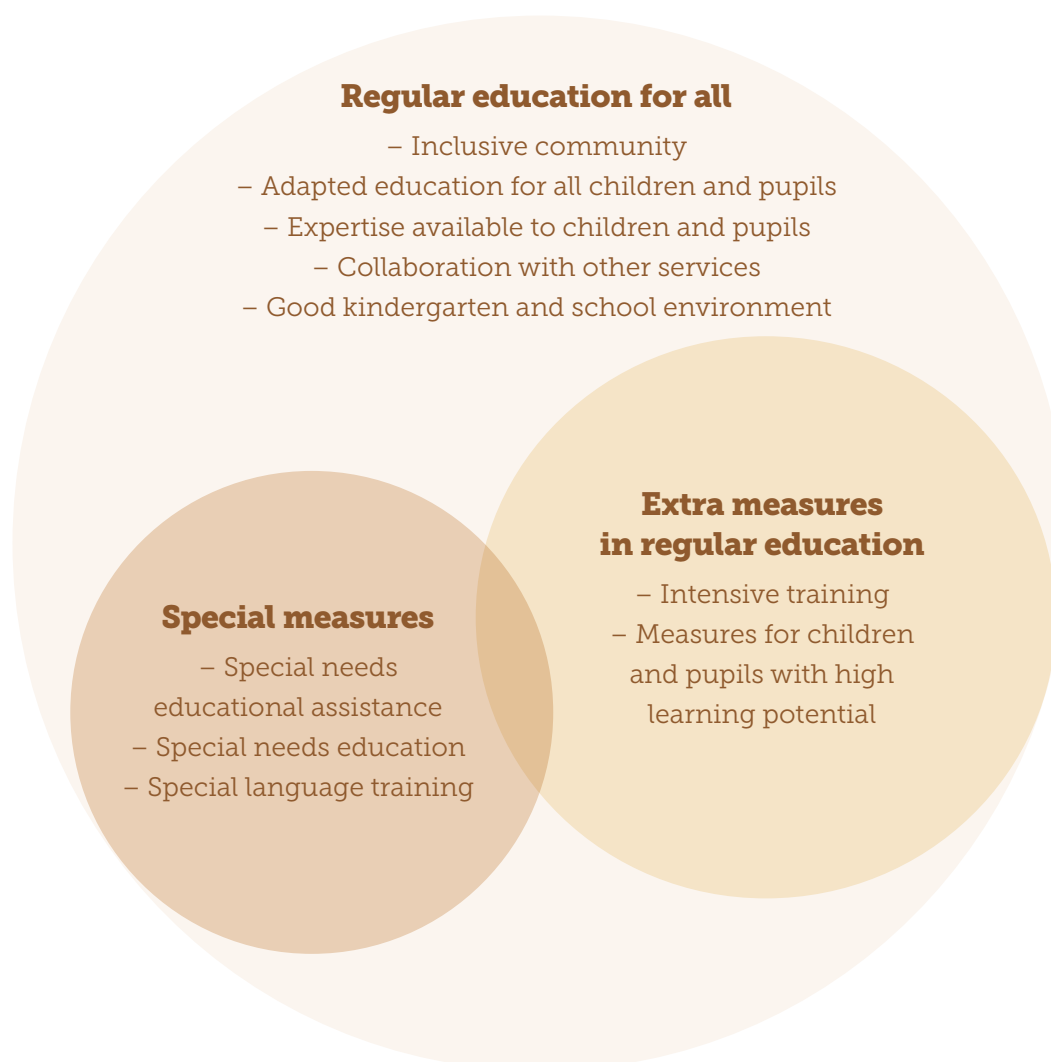 Regular education for all
– Inclusive community
– Adapted education for all children and pupils
– Expertise available to children and pupils
– Collaboration with other services
– Good kindergarten and school environment
Extra measures
in regular education
– Intensive training
– Measures for children
and pupils with high
learning potential
Special measures
– Special needs
educational assistance
– Special needs education
– Special language training